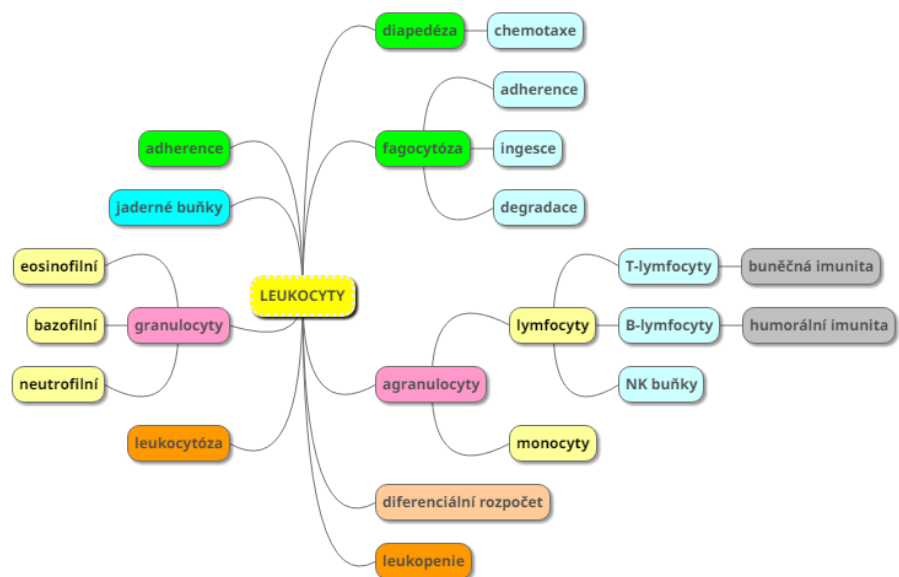 diapedéza
chemotaxe
adherence
fagocytóza
ingesce
degradace
adherence
jaderné buňky
LEUKOCYTY
eosinofilní
bazofilní
neutrofilní
granulocyty
agranulocyty
lymfocyty
T-lymfocyty
buněčná imunita
B-lymfocyty
humorální imunita
NK buňky
monocyty
leukocytóza
diferenciální rozpočet
leukopenie